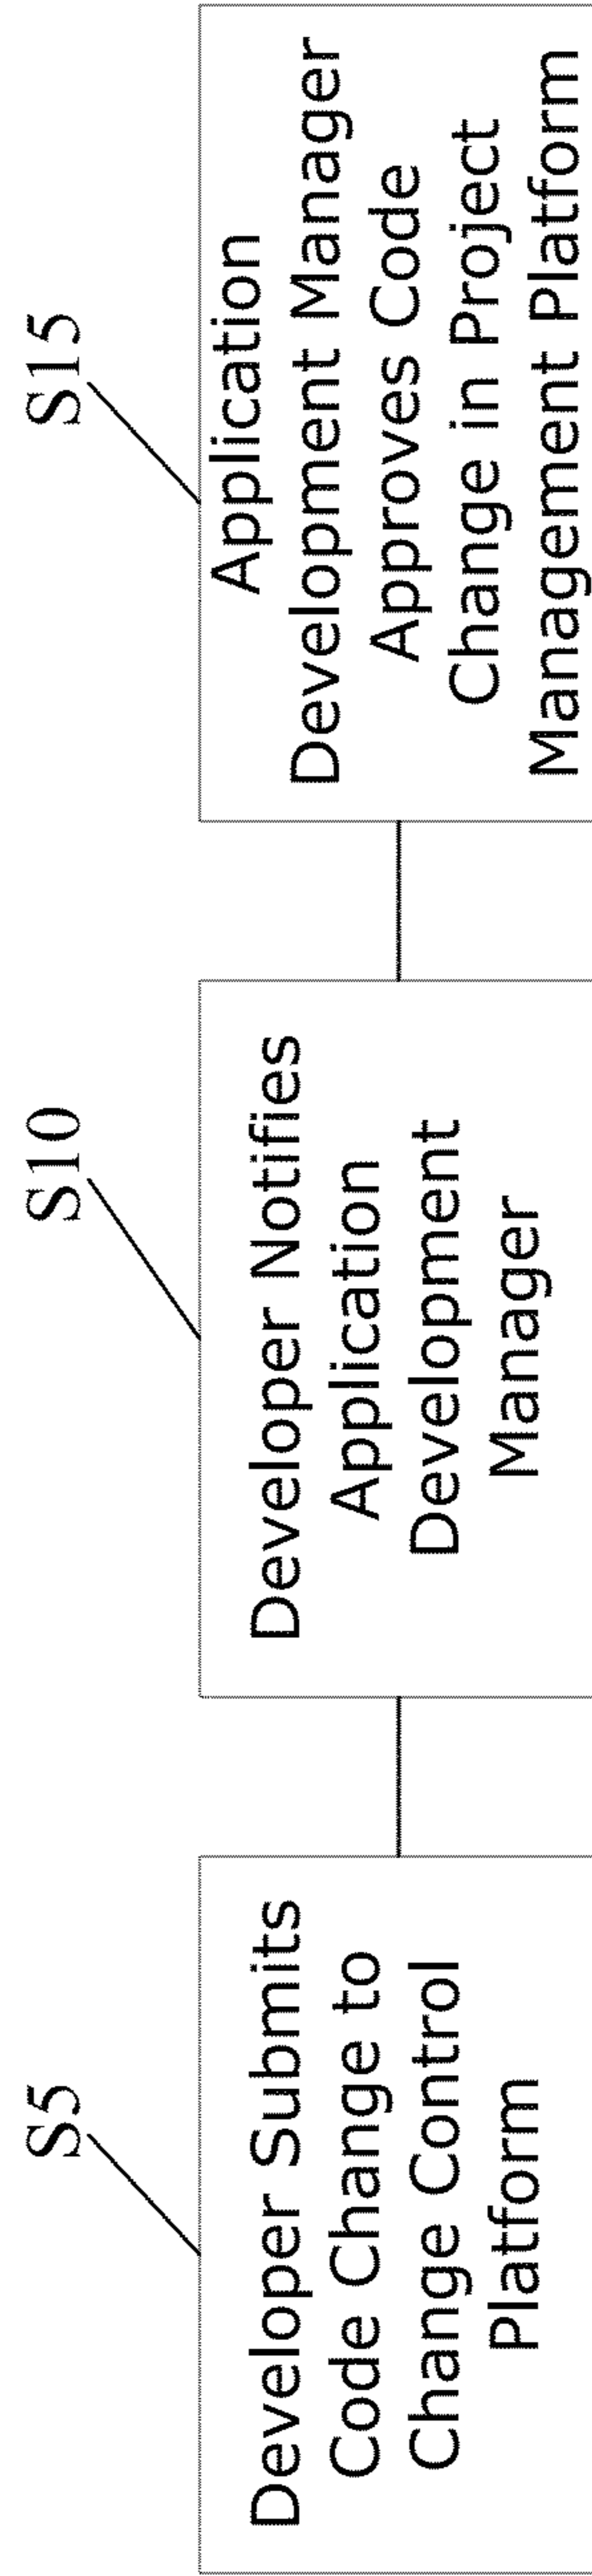 S5
Developer Submits
Code Change to
Change Control
Platform
S10
Developer Notifies
Application
Development
Manager
S15
Application
Development Manager
Approves Code
Change in Project
Management Platform